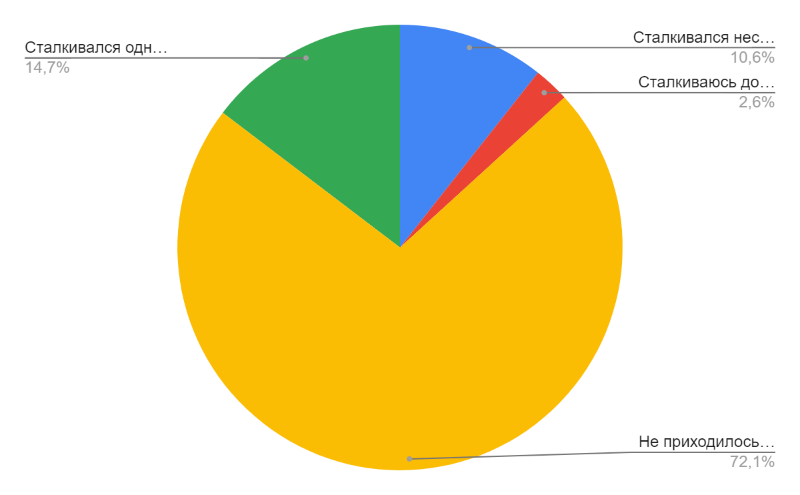 Сталкивался одн…
14,7%
Сталкивался нес…
10,6%
Сталкиваюсь до…
2,6%
Не приходилось…
72,1%